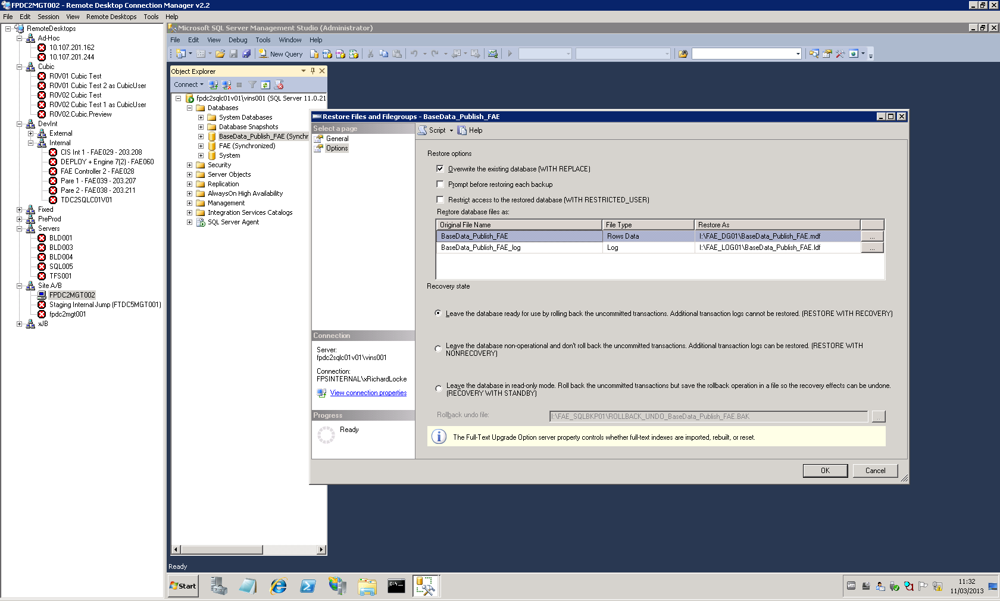 FPDC2MGT002 - Remote Desktop Connection Manager v2.2
File Edit Session View Remote Desktops Tools Help
RemoteDesktops
Ad-Hoc
10.107.201.162
10.107.201.244
Cubic
R0V01 Cubic Test
R0V01 Cubic Test 2 as CubicUser
R0V02 Cubic Test
R0V02 Cubic Test 1 as CubicUser
R0V02.Cubic.Preview
DevInt
External
Internal
CIS Int 1 - FAE029 - 203.208
DEPLOY + Engine 7(2) - FAE060
FAE Controller 2 - FAE028
Pare 1 - FAE039 - 203.207
Pare 2 - FAE038 - 203.211
TDC2SQLC01V01
Fixed
PreProd
Servers
BLD001
BLD003
BLD004
SQL005
TFS001
Site A/B
FPDC2MGT002
Staging Internal Jump (FTDC5MGT001)
fpdc2mgt001
xJB
Microsoft SQL Server Management Studio (Administrator)
File Edit View Debug Tools Window Help
New Query
Object Explorer
Connect
fpdc2sqlc01v01\vins001 (SQL Server 11.0.21
Databases
System Databases
Database Snapshots
BaseData_Publish_FAE (Synchr
FAE (Synchronized)
System
Security
Server Objects
Replication
AlwaysOn High Availability
Management
Integration Services Catalogs
SQL Server Agent
Ready
Restore Files and Filegroups - BaseData_Publish_FAE
Select a page
General
Options
Connection
Server:
fpdc2sqlc01v01\vins001
Connection:
FPSINTERNAL\xRichardLocke
View connection properties
Progress
Ready
Script Help
Restore options
Overwrite the existing database (WITH REPLACE)
Prompt before restoring each backup
Restrict access to the restored database (WITH RESTRICTED_USER)
Restore database files as:
Original File Name File Type Restore As
BaseData_Publish_FAE Rows Data I:\FAE_DG01\BaseData_Publish_FAE.mdf ...
BaseData_Publish_FAE_log Log I:\FAE_LOG01\BaseData_Publish_FAE.ldf ...
Recovery state
Leave the database ready for use by rolling back the uncommitted transactions. Additional transaction logs cannot be restored. (RESTORE WITH RECOVERY)
Leave the database non-operational and don't roll back the uncommitted transactions. Additional transaction logs can be restored. (RESTORE WITH
NONRECOVERY)
Leave the database in read-only mode. Roll back the uncommitted transactions but save the rollback operation in a file so the recovery effects can be undone.
(RECOVERY WITH STANDBY)
Rollback undo file: I:\FAE_SQLBKP01\ROLLBACK_UNDO_BaseData_Publish_FAE.BAK ...
The Full-Text Upgrade Option server property controls whether full-text indexes are imported, rebuilt, or reset.
OK Cancel
Start
C:\
vm
11:32
11/03/2013